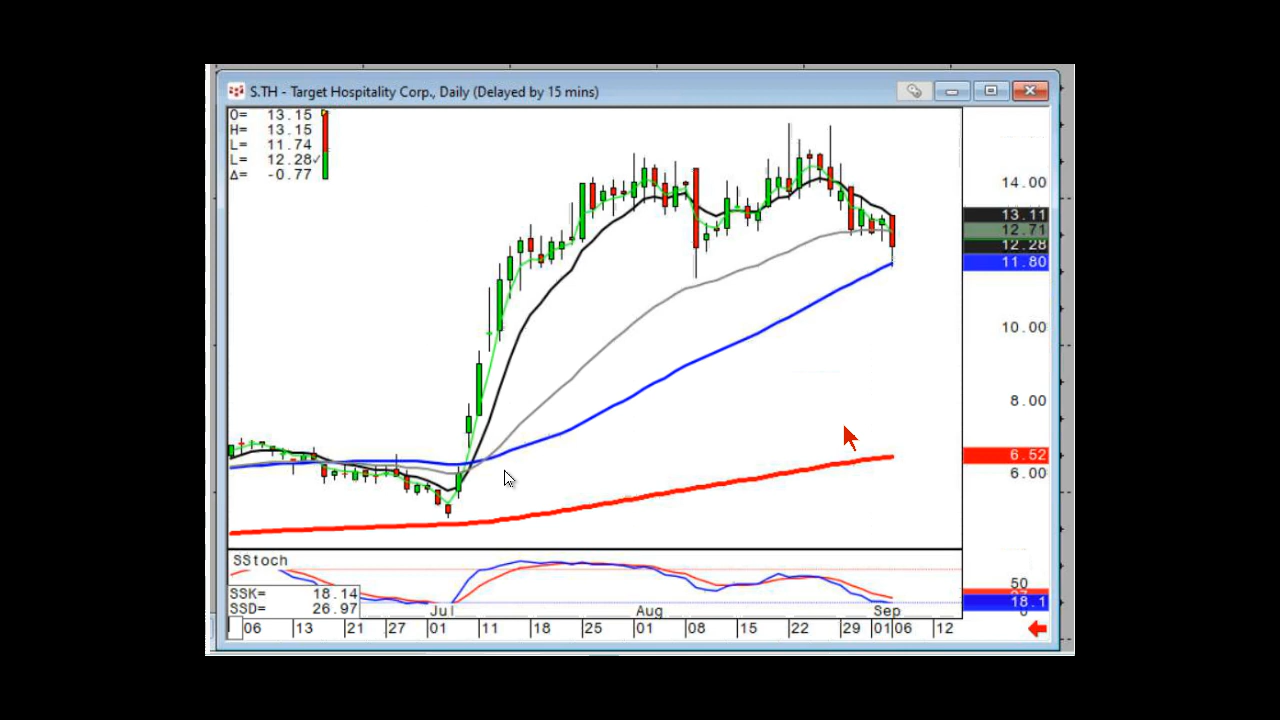 S.TH - Target Hospitality Corp., Daily (Delayed by 15 mins)
O= 13.15
H= 13.15
L= 11.74
L= 12.28✓
Δ= -0.77
14.00
13.11
12.71
12.28
11.80
10.00
8.00
6.52
6.00
SStoch
50
SSK= 18.14
18.1
SSD= 26.97
0
Jul Aug Sep
06 13 21 27 01 11 18 25 01 08 15 22 29 01 06 12